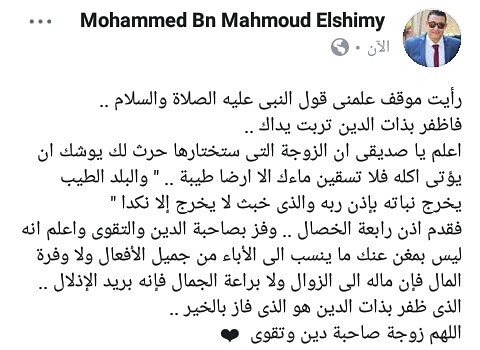 Mohammed Bn Mahmoud Elshimy
الآن
رأيت موقف علمنى قول النبى عليه الصلاة والسلام ..
فاظفر بذات الدين تربت يداك ..
اعلم يا صديقى ان الزوجة التى ستختارها حرث لك يوشك ان
يؤتى اكله فلا تسقين ماءك الا ارضا طيبة .. " والبلد الطيب
يخرج نباته بإذن ربه والذى خبث لا يخرج إلا نكدا "
فقدم اذن رابعة الخصال .. وفز بصاحبة الدين والتقوى واعلم انه
ليس بمغن عنك ما ينسب الى الأباء من جميل الأفعال ولا وفرة
المال فإن ماله الى الزوال ولا براعة الجمال فإنه بريد الإذلال ..
الذى ظفر بذات الدين هو الذى فاز بالخير ..
اللهم زوجة صاحبة دين وتقوى ❤